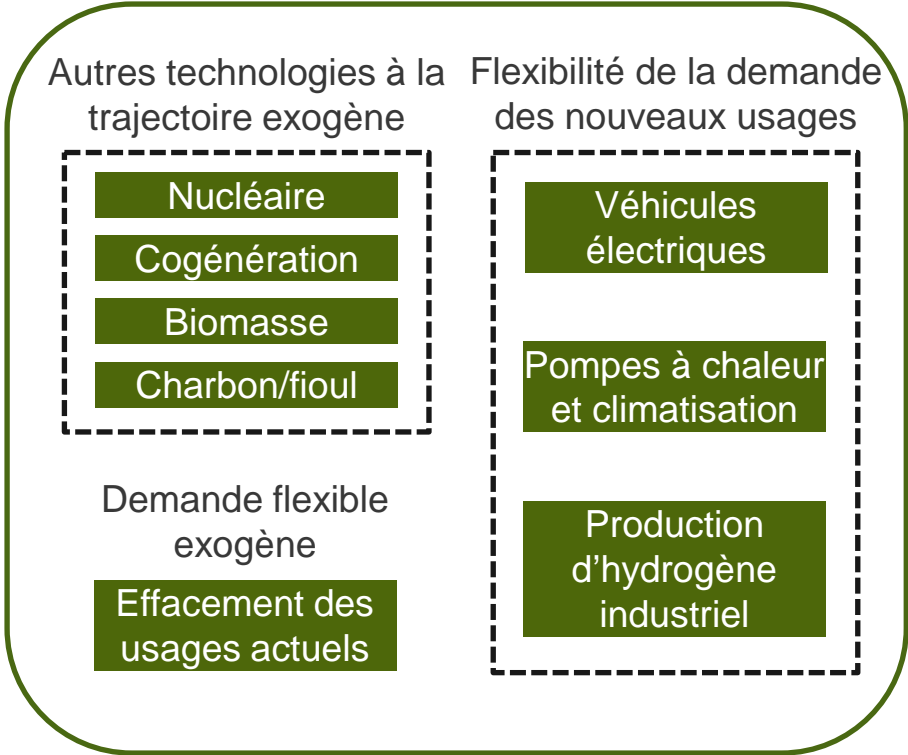 Autres technologies à la
trajectoire exogène
Nucléaire
Cogénération
Biomasse
Charbon/fioul
Demande flexible
exogène
Effacement des
usages actuels
Flexibilité de la demande
des nouveaux usages
Véhicules
électriques
Pompes à chaleur
et climatisation
Production
d’hydrogène
industriel